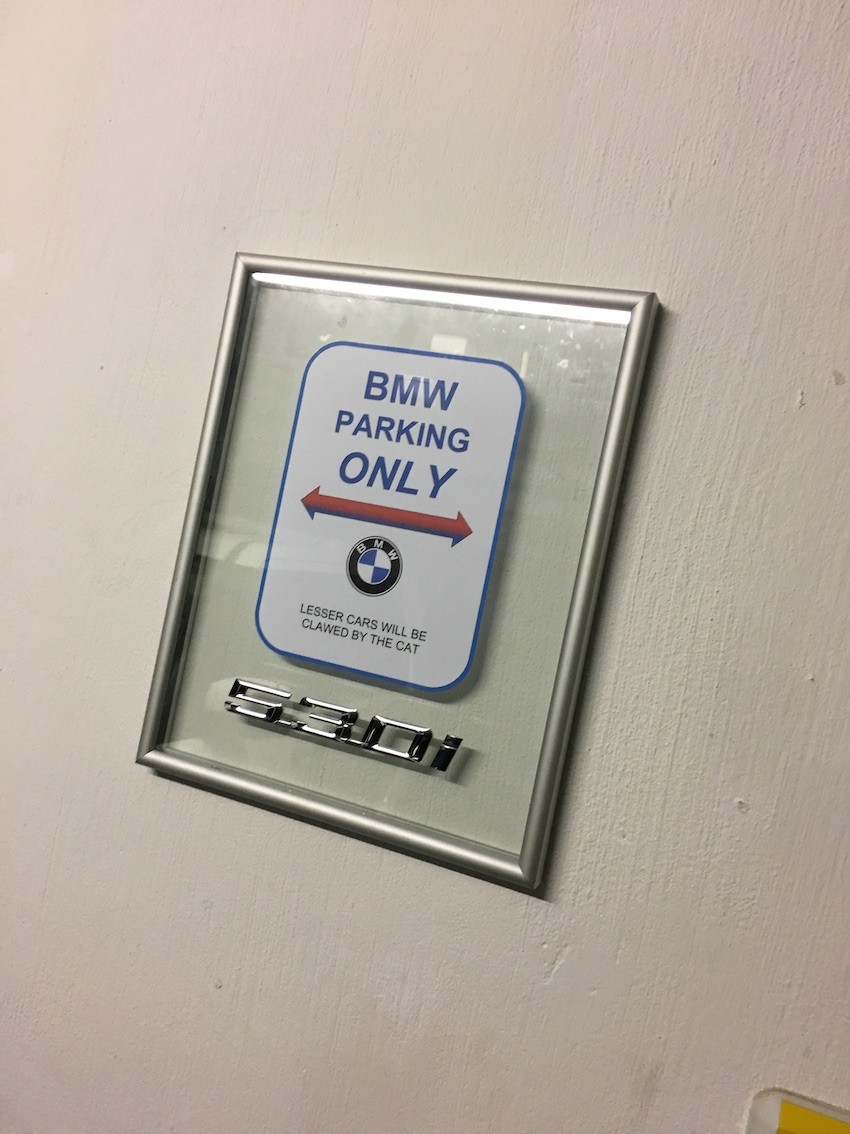 BMW
PARKING
ONLY
BMW
LESSER CARS WILL BE
CLAWED BY THE CAT
530i